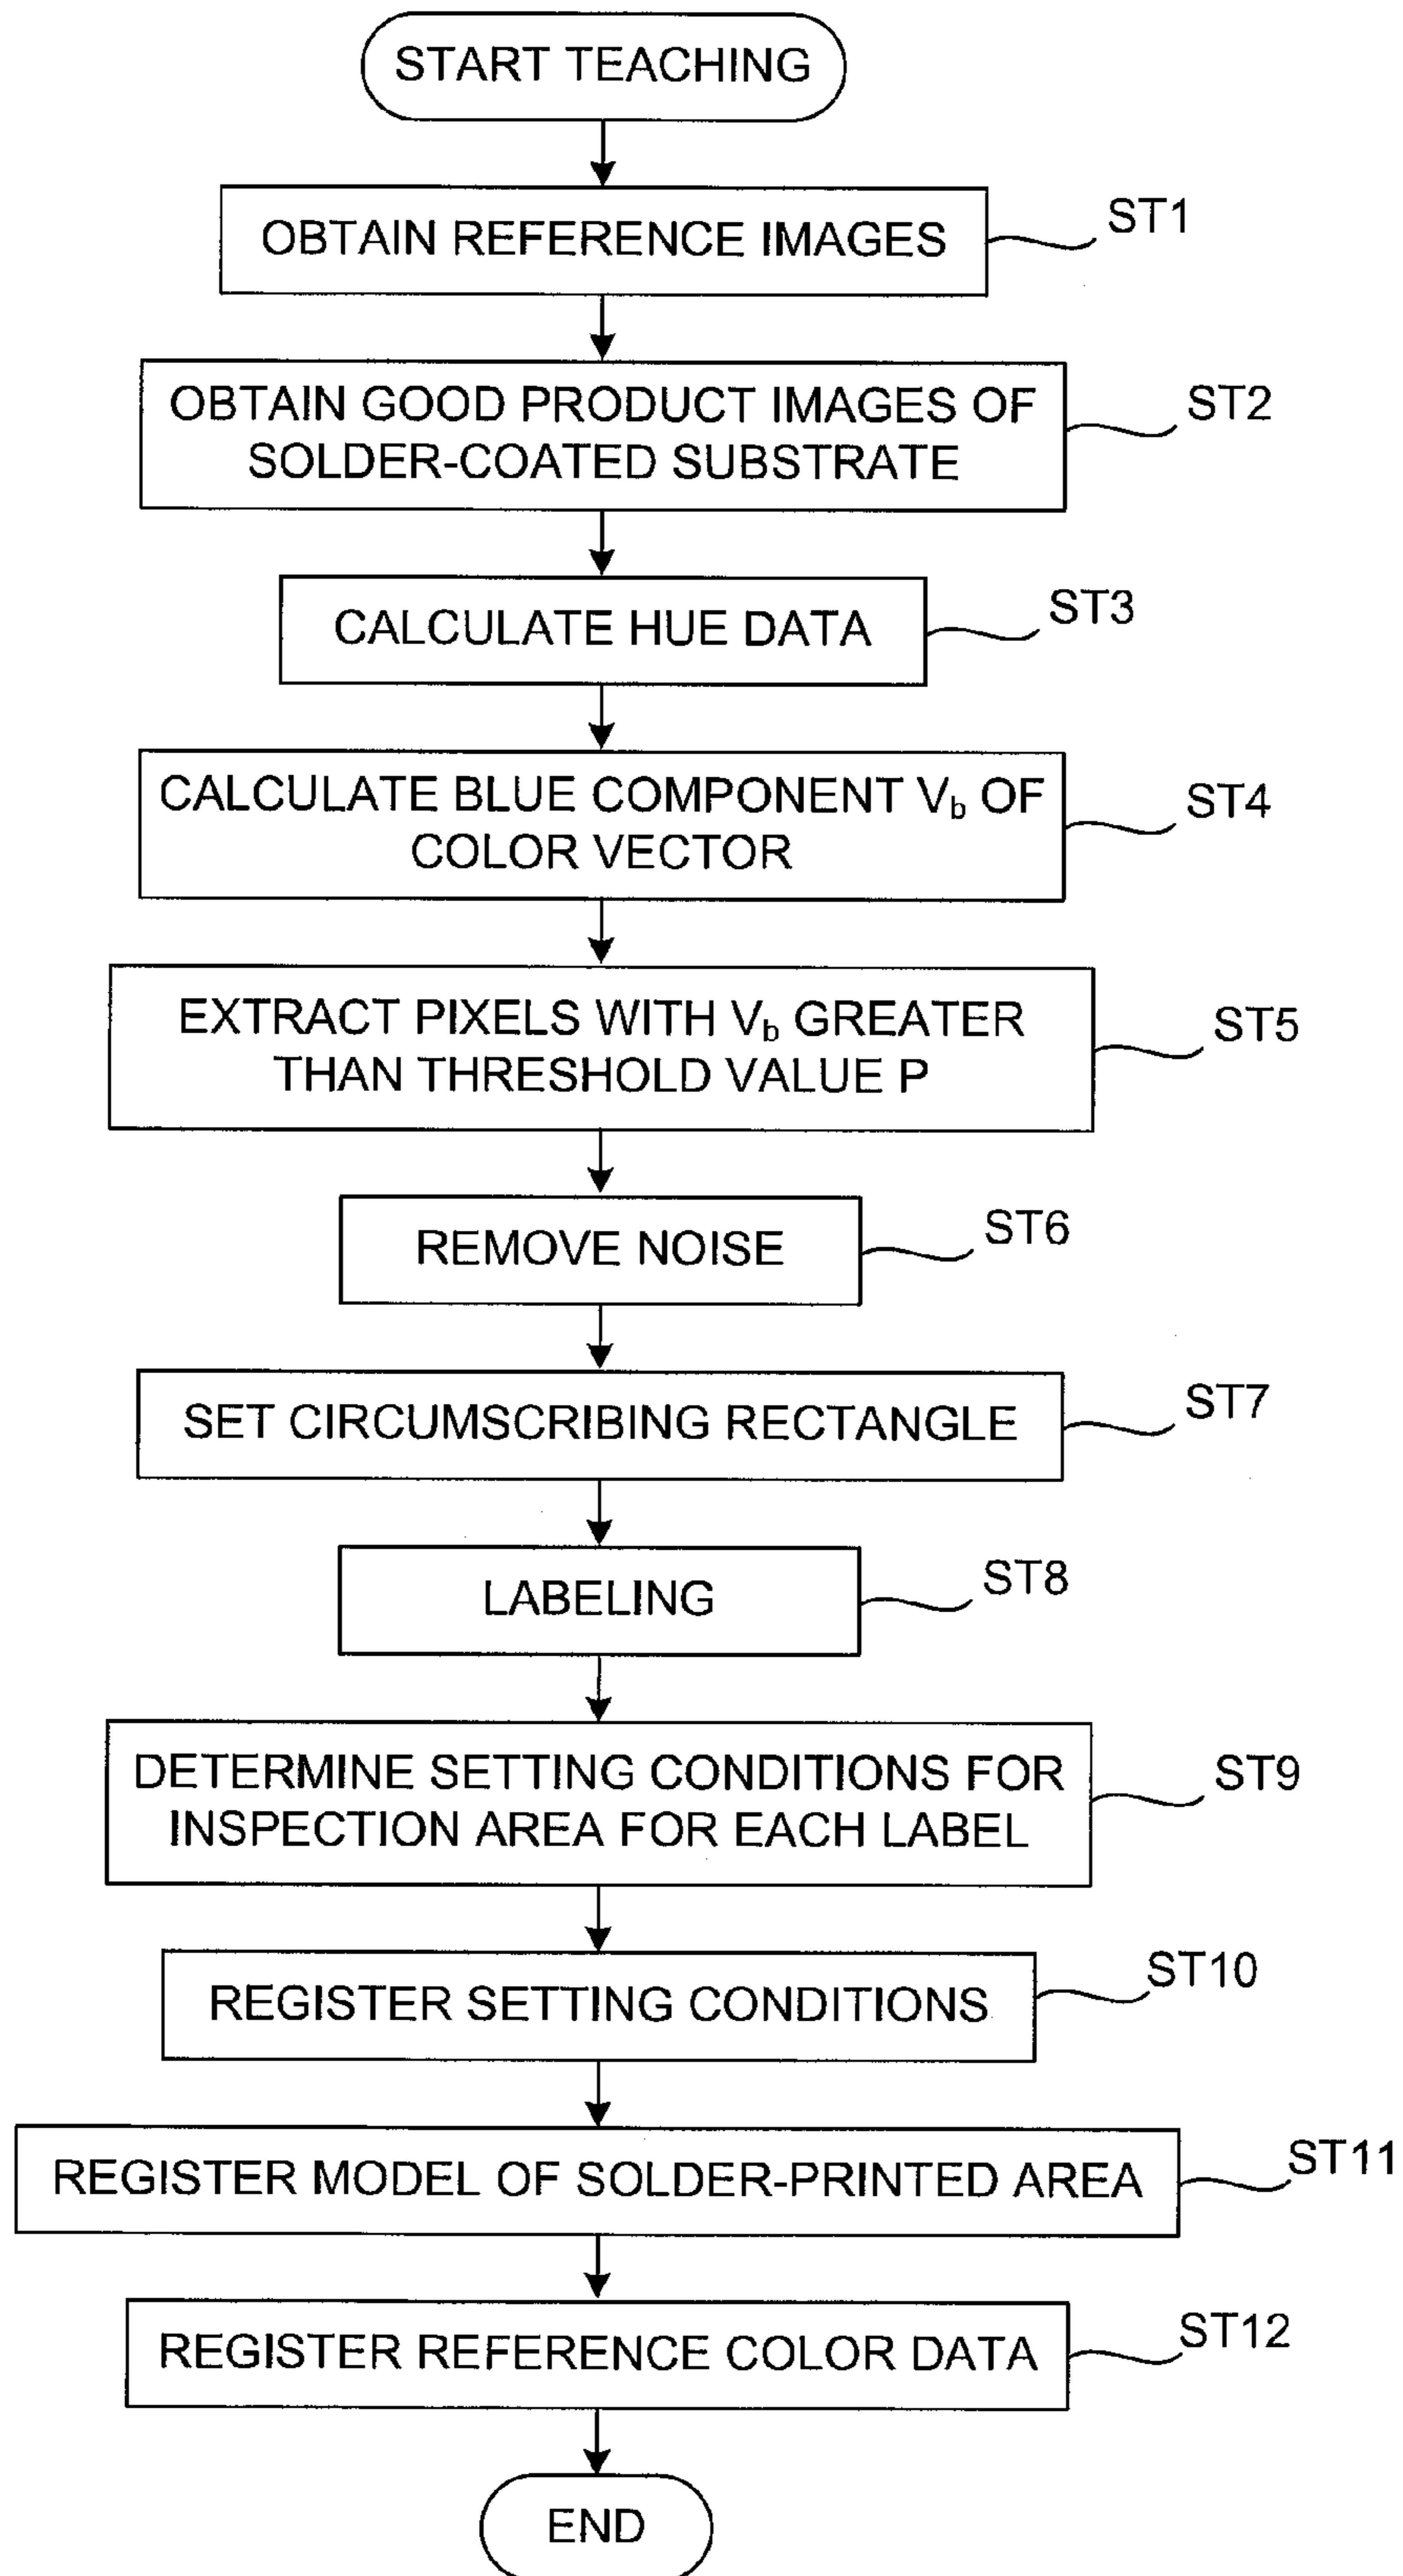 START TEACHING
OBTAIN REFERENCE IMAGES
ST1
OBTAIN GOOD PRODUCT IMAGES OF
SOLDER-COATED SUBSTRATE
ST2
CALCULATE HUE DATA
ST3
CALCULATE BLUE COMPONENT Vb OF
COLOR VECTOR
ST4
EXTRACT PIXELS WITH Vb GREATER
THAN THRESHOLD VALUE P
ST5
REMOVE NOISE
ST6
SET CIRCUMSCRIBING RECTANGLE
ST7
LABELING
ST8
DETERMINE SETTING CONDITIONS FOR
INSPECTION AREA FOR EACH LABEL
ST9
REGISTER SETTING CONDITIONS
ST10
REGISTER MODEL OF SOLDER-PRINTED AREA
ST11
REGISTER REFERENCE COLOR DATA
ST12
END